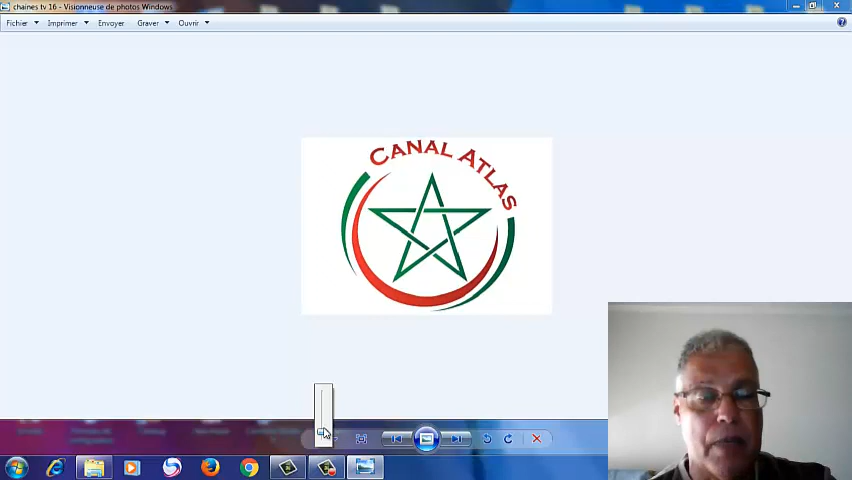 chaines tv 16 - Visionneuse de photos Windows
Fichier Imprimer Envoyer Graver Ouvrir
CANAL ATLAS